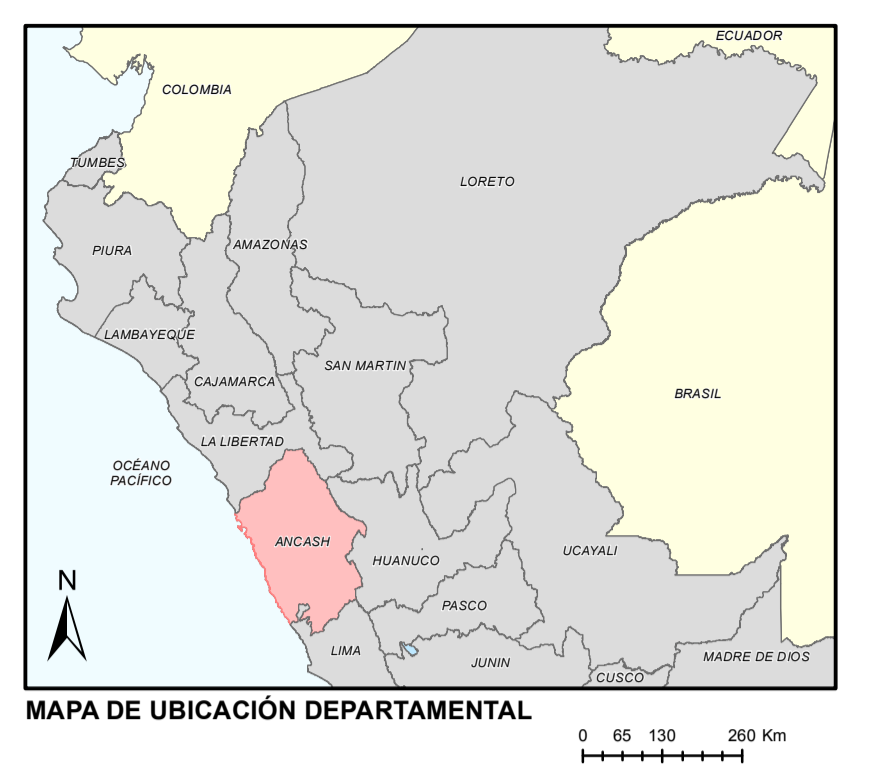 ECUADOR
COLOMBIA
TUMBES
LORETO
AMAZONAS
PIURA
LAMBAYEQUE
SAN MARTIN
CAJAMARCA
BRASIL
LA LIBERTAD
OCÉANO
PACÍFICO
ANCASH
HUANUCO
UCAYALI
N
PASCO
LIMA
JUNIN
MADRE DE DIOS
CUSCO
MAPA DE UBICACIÓN DEPARTAMENTAL
0 65 130 260 Km